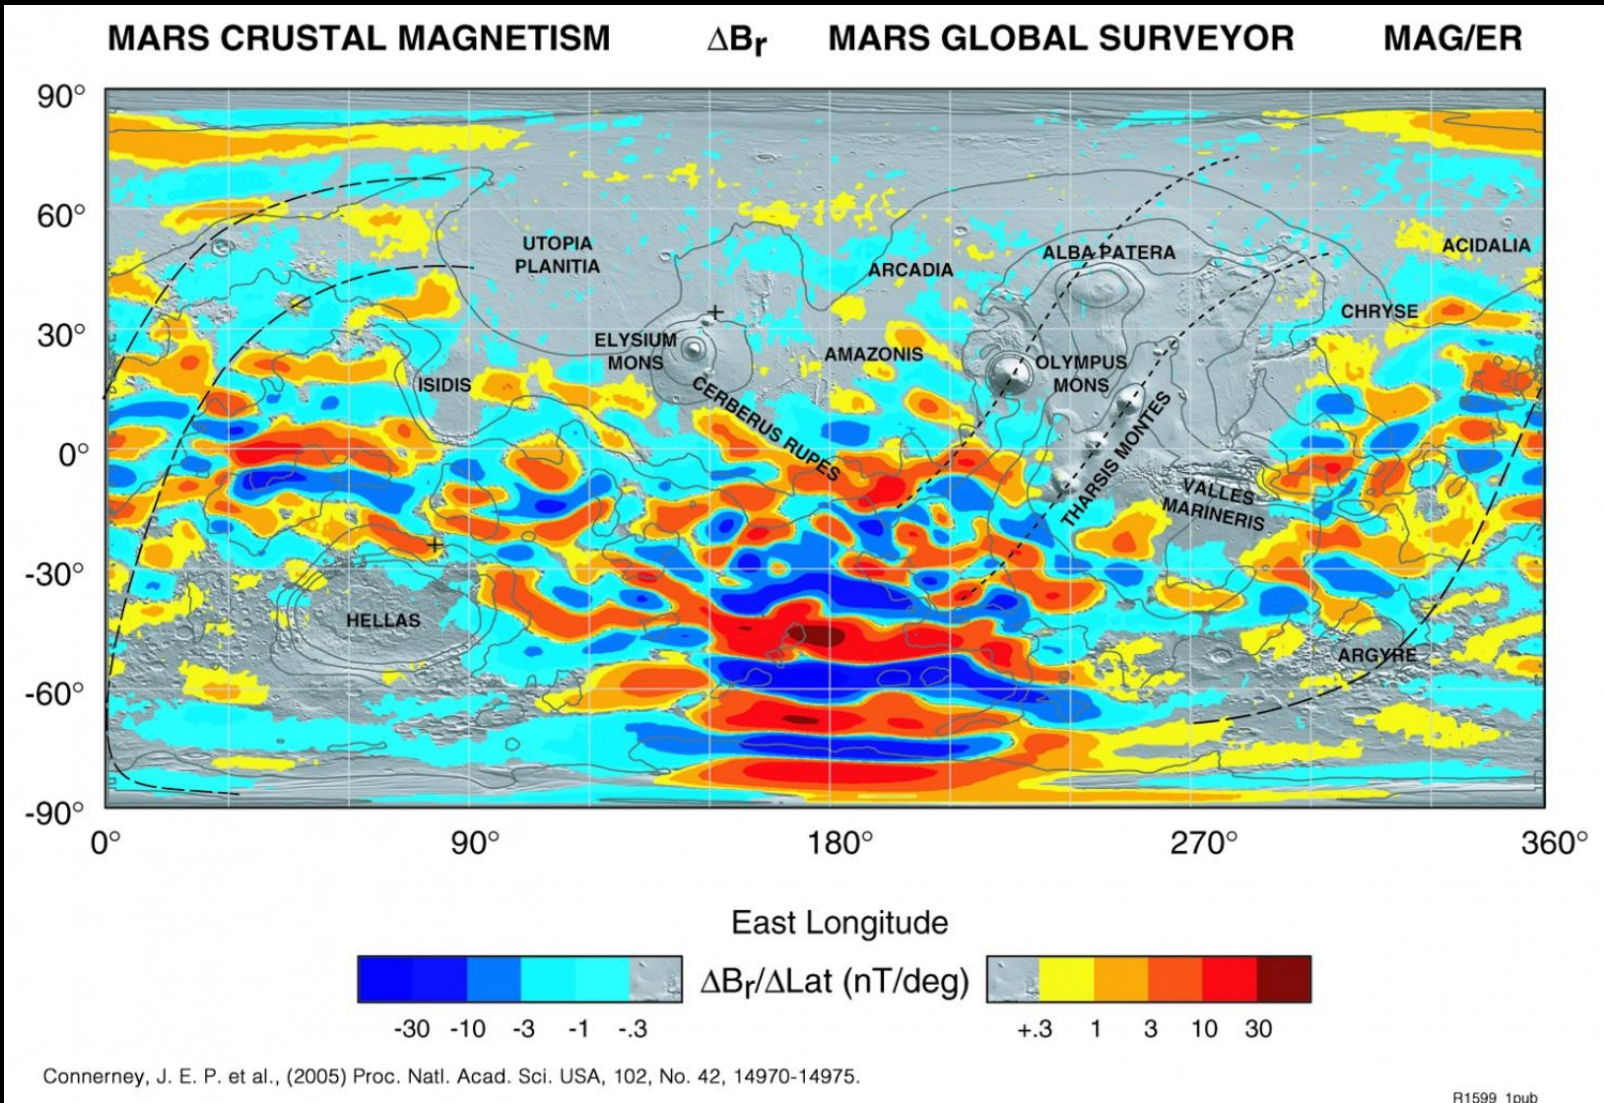 MARS CRUSTAL MAGNETISM ΔBr MARS GLOBAL SURVEYOR MAG/ER
90°
60°
30°
0°
-30°
-60°
-90°
UTOPIA
PLANITIA
ARCADIA
ALBA PATERA
ACIDALIA
CHRYSE
ELYSIUM
MONS
AMAZONIS
OLYMPUS
MONS
ISIDIS
CERBERUS RUPES
THARSIS MONTES
VALLES
MARINERIS
HELLAS
ARGYRE
0° 90° 180° 270° 360°
East Longitude
ΔBr/ΔLat (nT/deg)
-30 -10 -3 -1 -.3 +.3 1 3 10 30
Connerney, J. E. P. et al., (2005) Proc. Natl. Acad. Sci. USA, 102, No. 42, 14970-14975.
R1599_1pub